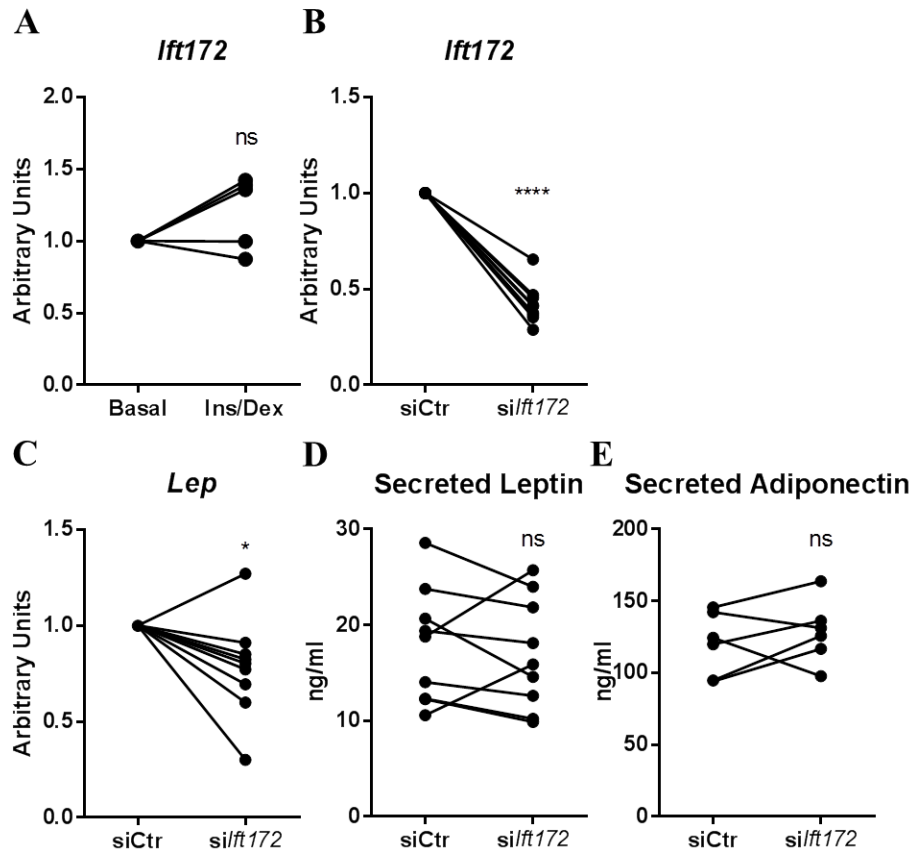 A
Ift172
Arbitrary Units
2.0
1.5
1.0
0.5
0.0
ns
Basal
Ins/Dex
B
Ift172
Arbitrary Units
1.5
1.0
0.5
0.0
****
siCtr
siIft172
C
Lep
Arbitrary Units
1.5
1.0
0.5
0.0
*
siCtr
siIft172
D
Secreted Leptin
ng/ml
30
20
10
0
ns
siCtr
siIft172
E
Secreted Adiponectin
ng/ml
200
150
100
50
0
ns
siCtr
siIft172